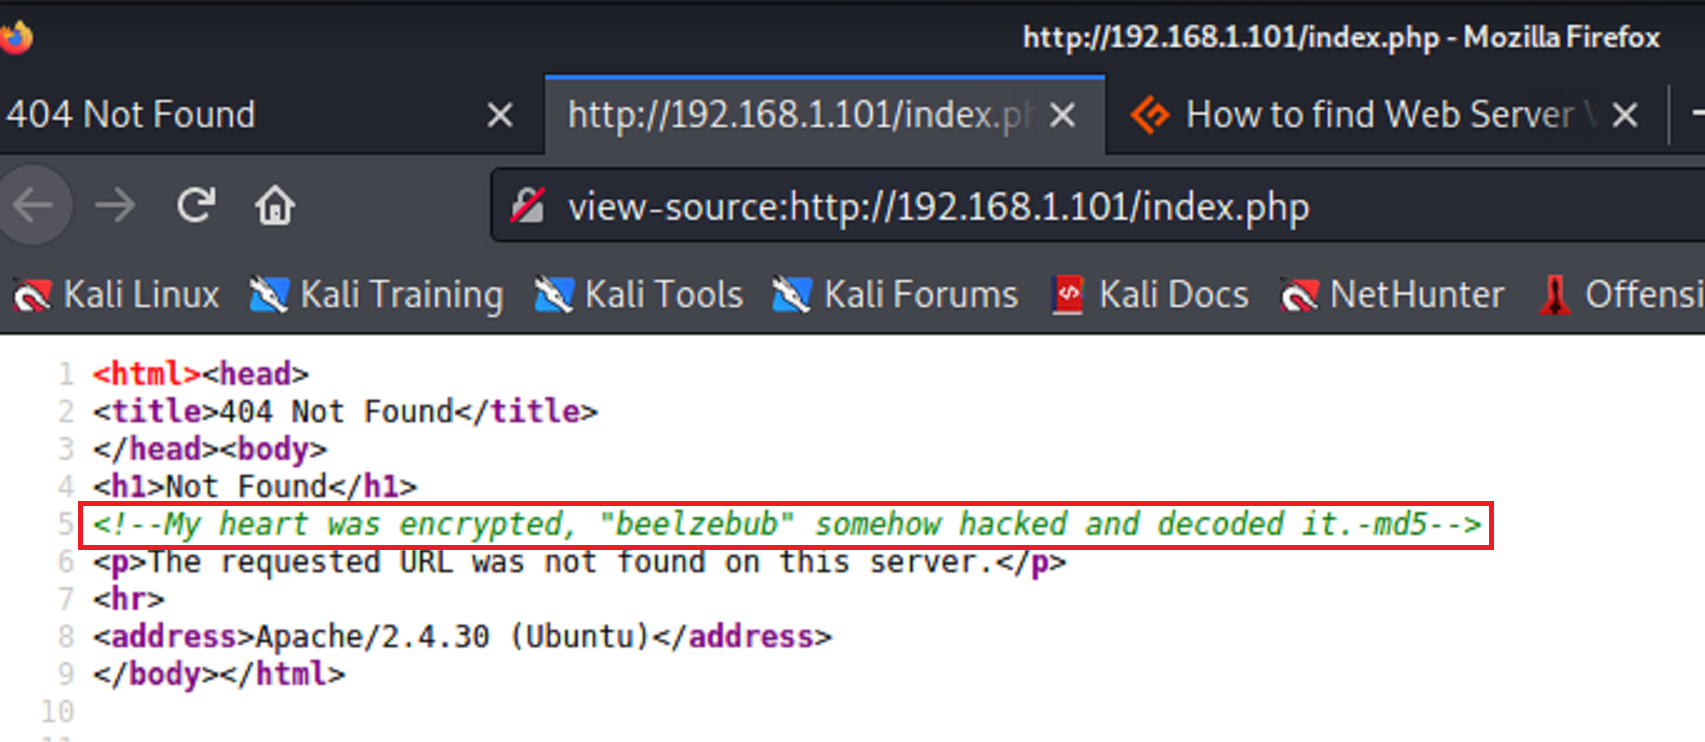 http://192.168.1.101/index.php - Mozilla Firefox
404 Not Found
http://192.168.1.101/index.ph
How to find Web Server
view-source:http://192.168.1.101/index.php
Kali Linux Kali Training Kali Tools Kali Forums Kali Docs NetHunter Offensi
1 <html><head>
2 <title>404 Not Found</title>
3 </head><body>
4 <h1>Not Found</h1>
5 <!--My heart was encrypted, "beelzebub" somehow hacked and decoded it.-md5-->
6 <p>The requested URL was not found on this server.</p>
7 <hr>
8 <address>Apache/2.4.30 (Ubuntu)</address>
9 </body></html>
10